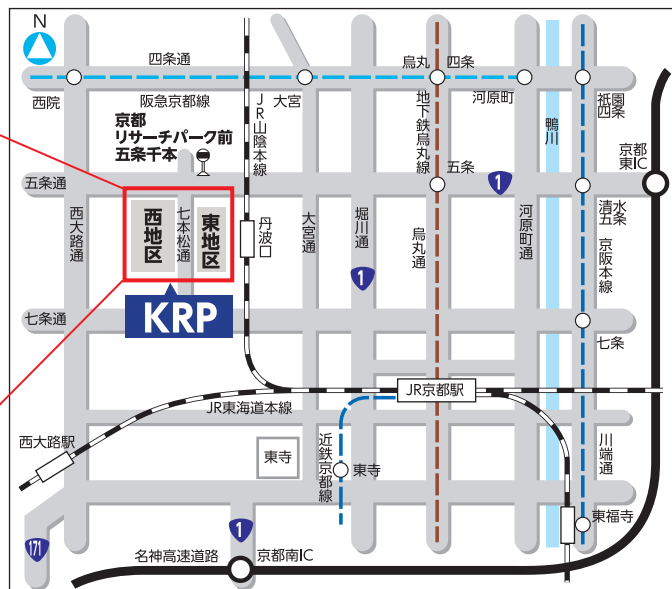 N
四条通
烏丸
四条
西院
阪急京都線
大宮
河原町
祇園
四条
JR山陰本線
地下鉄烏丸線
鴨川
京都
リサーチパーク前
五条千本
京都
東IC
五条通
五条
1
西大路通
西地区
七本松通
東地区
丹波口
大宮通
堀川通
烏丸通
河原町通
清水
五条
京阪本線
1
KRP
七条通
七条
JR京都駅
JR東海道本線
西大路駅
東寺
近鉄京都線
東寺
川端通
東福寺
171
1
名神高速道路
京都南IC